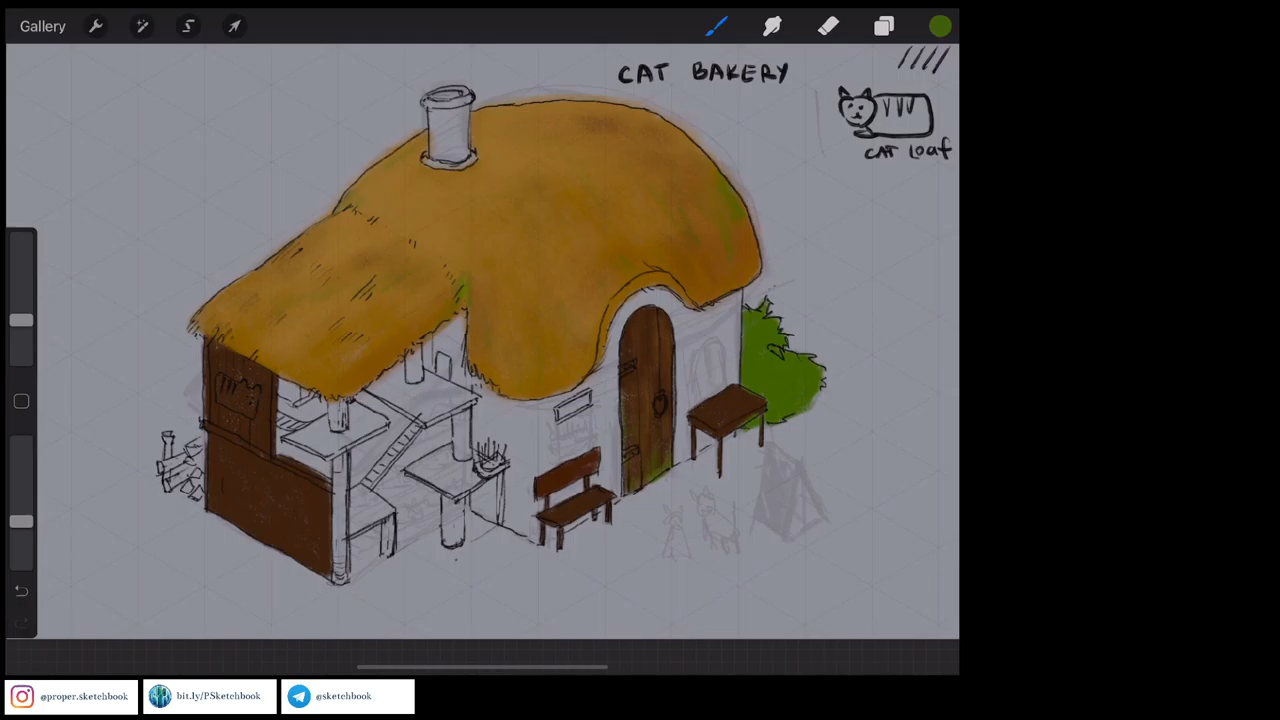 Gallery
CAT BAKERY
CAT LOaf
@proper.sketchbook
bit.ly/PSketchbook
@sketchbook